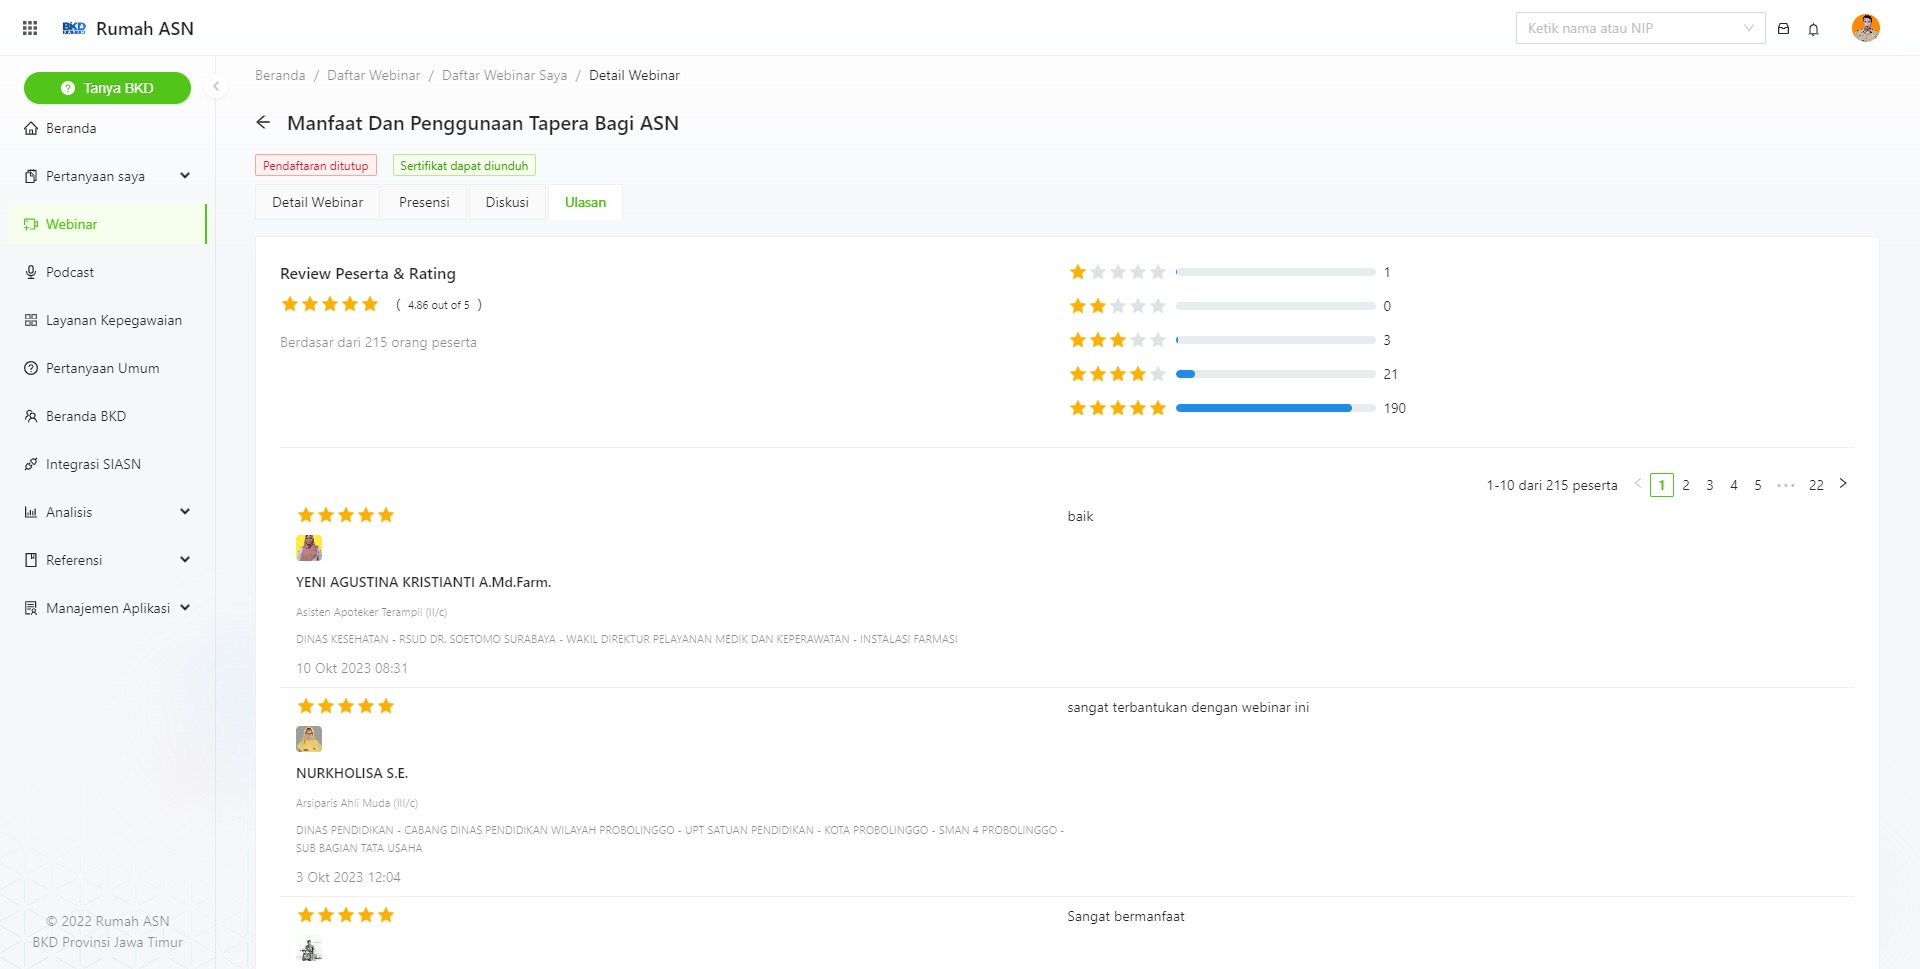 BKD
JATIM
Rumah ASN
Ketik nama atau NIP
Tanya BKD
Beranda
Pertanyaan saya
Webinar
Podcast
Layanan Kepegawaian
Pertanyaan Umum
Beranda BKD
Integrasi SIASN
Analisis
Referensi
Manajemen Aplikasi
© 2022 Rumah ASN
BKD Provinsi Jawa Timur
Beranda / Daftar Webinar / Daftar Webinar Saya / Detail Webinar
Manfaat Dan Penggunaan Tapera Bagi ASN
Pendaftaran ditutup
Sertifikat dapat diunduh
Detail Webinar
Presensi
Diskusi
Ulasan
Review Peserta & Rating
( 4.86 out of 5 )
Berdasar dari 215 orang peserta
1
0
3
21
190
1-10 dari 215 peserta 1 2 3 4 5 ••• 22
baik
YENI AGUSTINA KRISTIANTI A.Md.Farm.
Asisten Apoteker Terampil (II/c)
DINAS KESEHATAN - RSUD DR. SOETOMO SURABAYA - WAKIL DIREKTUR PELAYANAN MEDIK DAN KEPERAWATAN - INSTALASI FARMASI
10 Okt 2023 08:31
sangat terbantukan dengan webinar ini
NURKHOLISA S.E.
Arsiparis Ahli Muda (III/c)
DINAS PENDIDIKAN - CABANG DINAS PENDIDIKAN WILAYAH PROBOLINGGO - UPT SATUAN PENDIDIKAN - KOTA PROBOLINGGO - SMAN 4 PROBOLINGGO -
SUB BAGIAN TATA USAHA
3 Okt 2023 12:04
Sangat bermanfaat